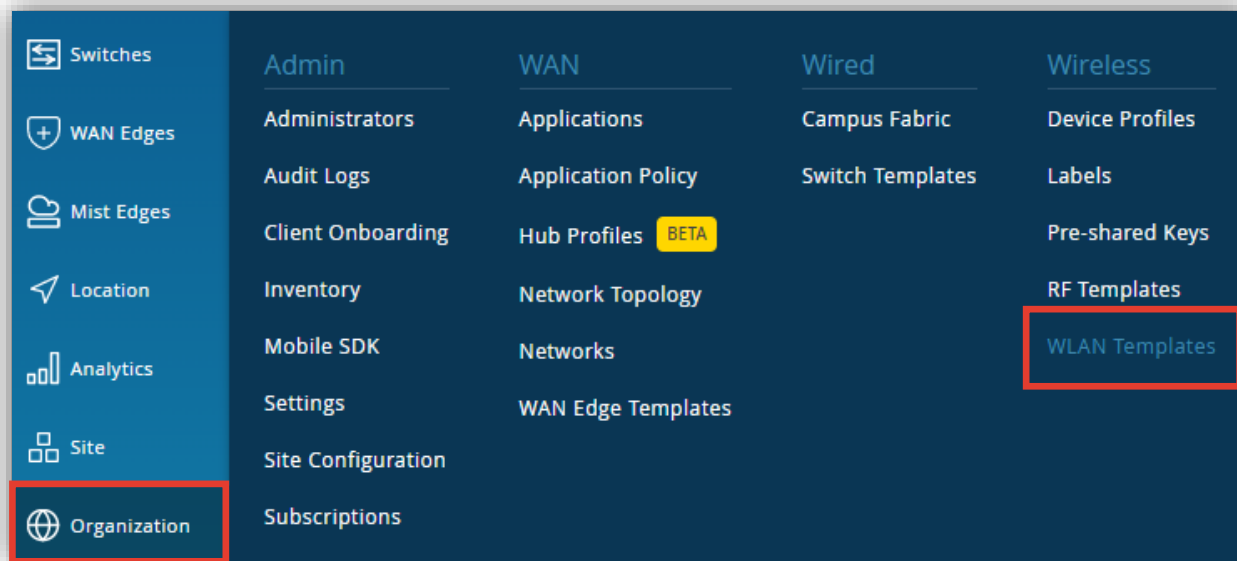 Switches
WAN Edges
Mist Edges
Location
Analytics
Site
Organization
Admin
Administrators
Audit Logs
Client Onboarding
Inventory
Mobile SDK
Settings
Site Configuration
Subscriptions
WAN
Applications
Application Policy
Hub Profiles BETA
Network Topology
Networks
WAN Edge Templates
Wired
Campus Fabric
Switch Templates
Wireless
Device Profiles
Labels
Pre-shared Keys
RF Templates
WLAN Templates